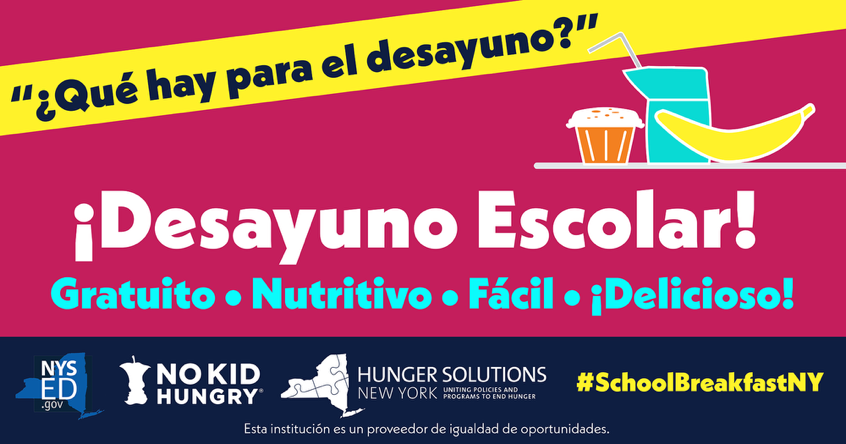 “¿Qué hay para el desayuno?”
¡Desayuno Escolar!
Gratuito • Nutritivo • Fácil • ¡Delicioso!
NYS
ED
.gov
NO KID
HUNGRY®
HUNGER SOLUTIONS
NEW YORK
UNITING POLICIES AND
PROGRAMS TO END HUNGER
#SchoolBreakfastNY
Esta institución es un proveedor de igualdad de oportunidades.